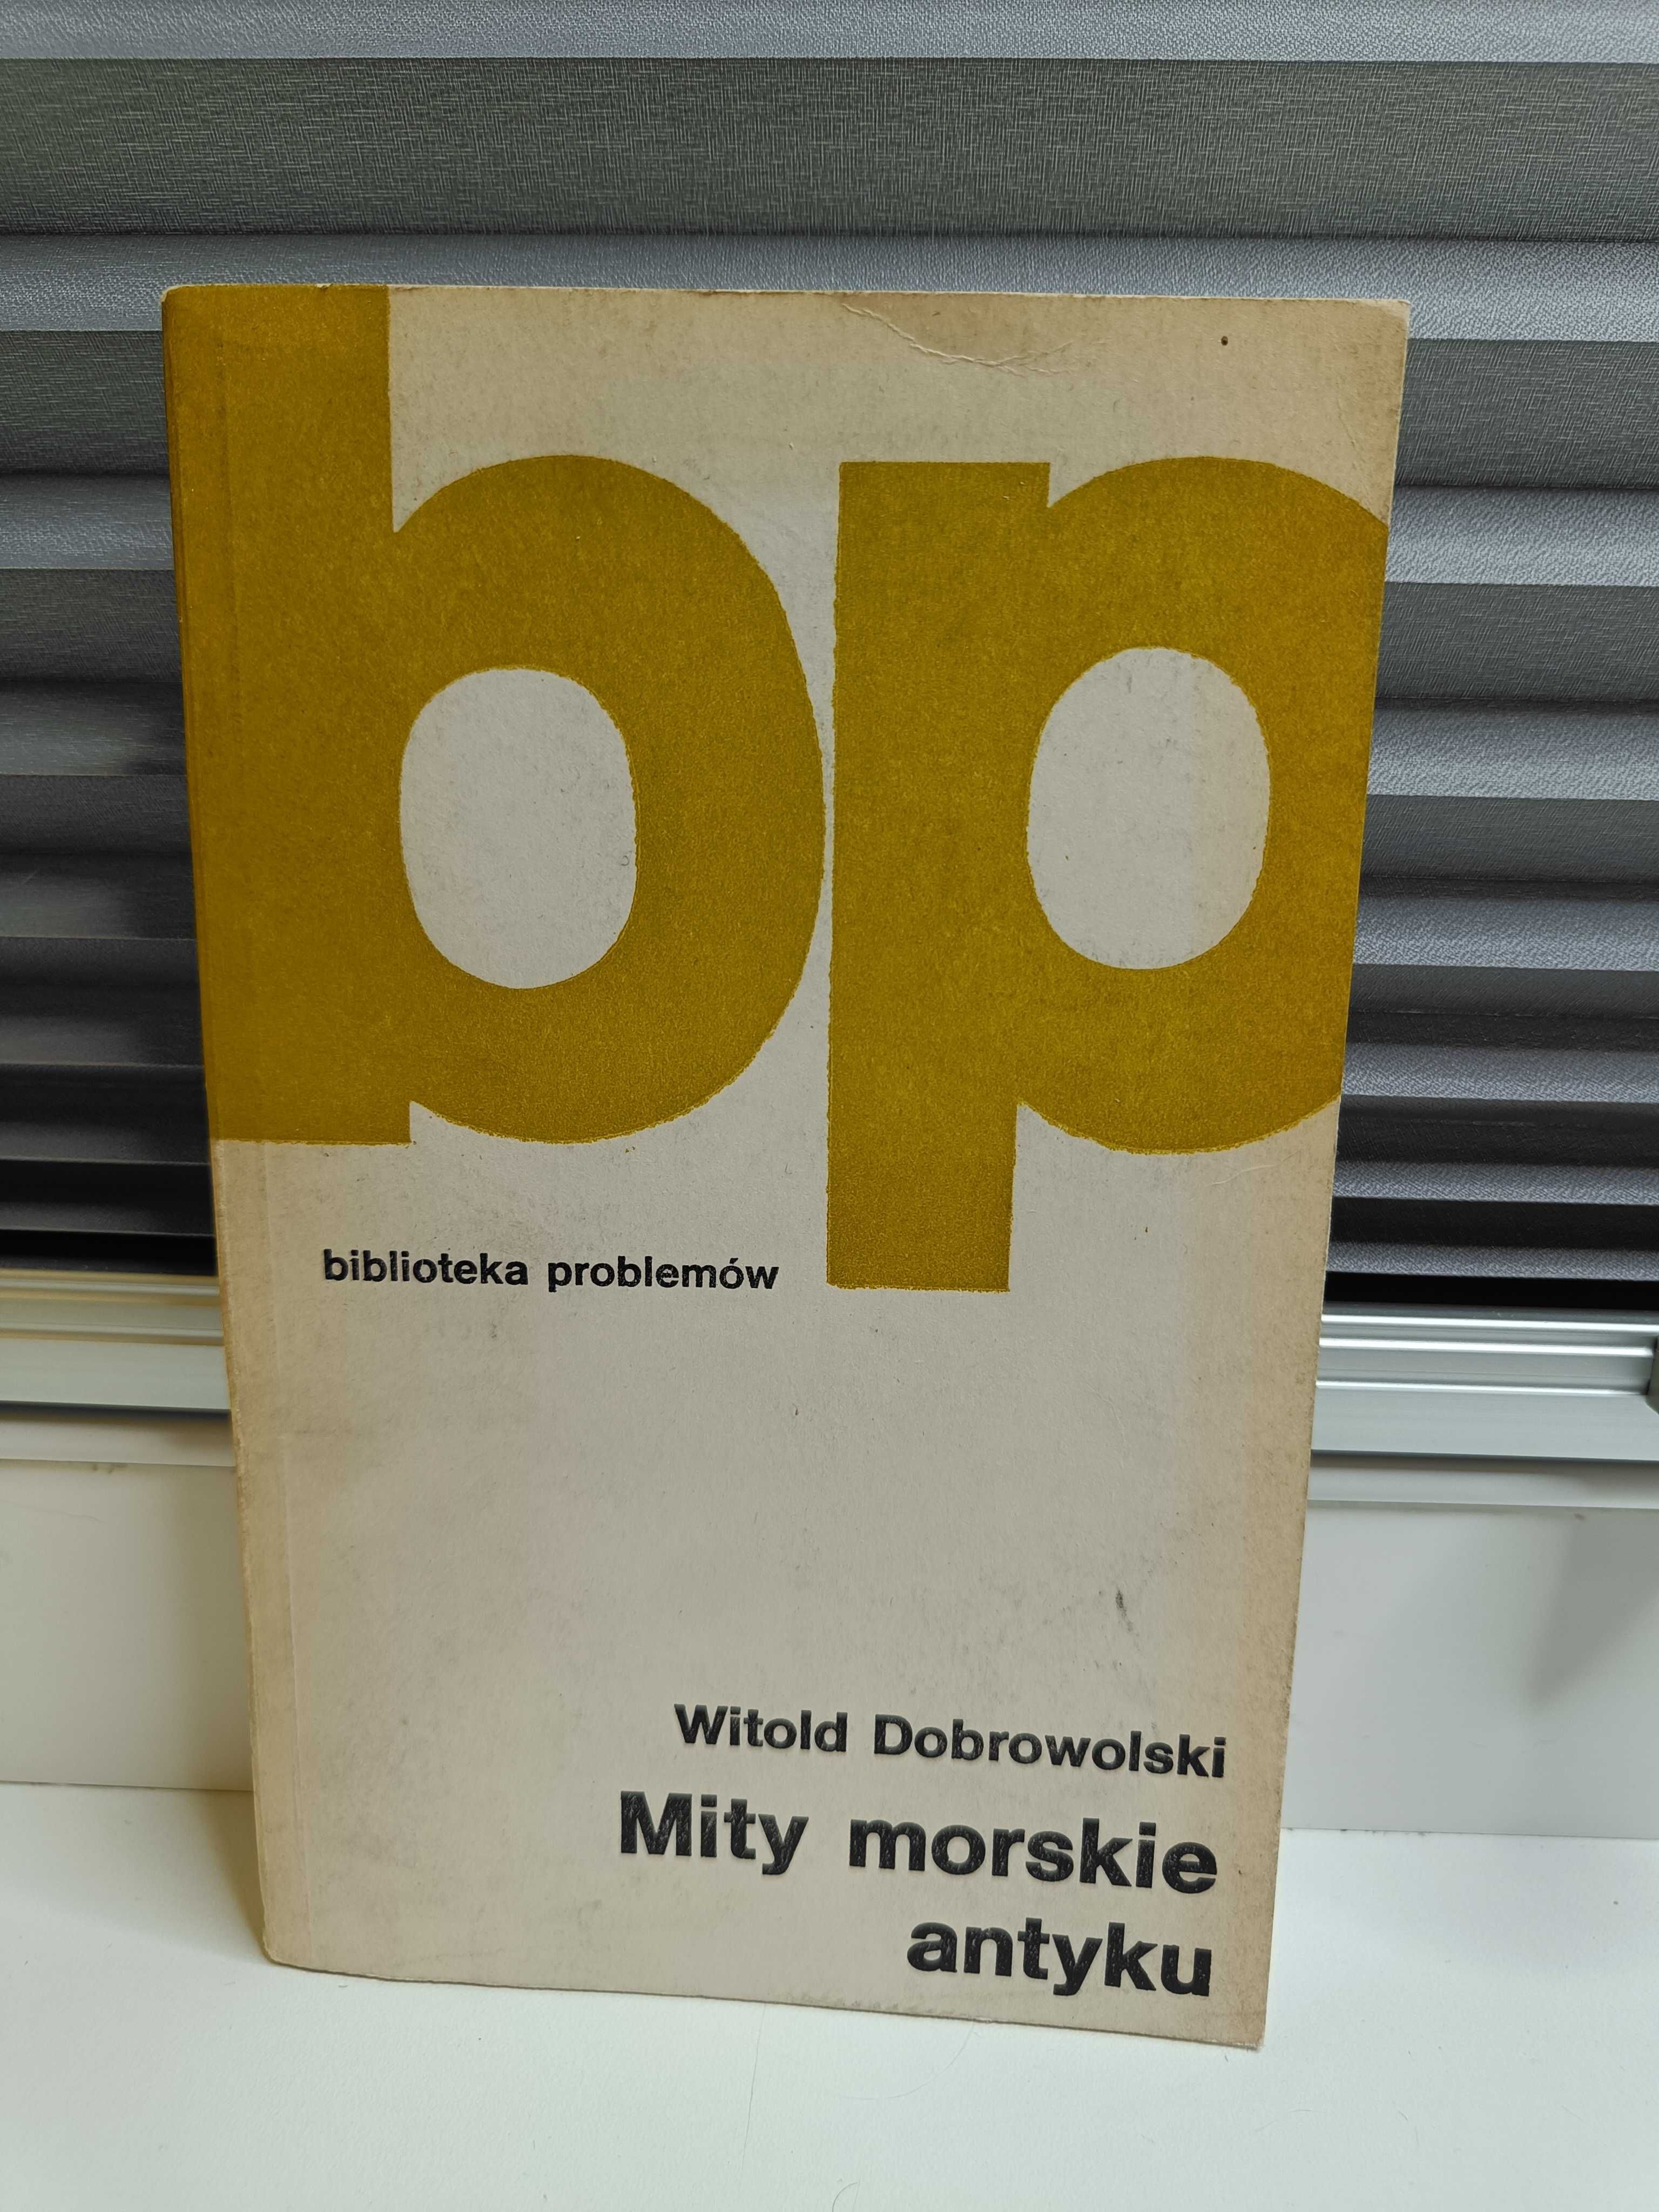 bp
biblioteka problemów
Witold Dobrowolski
Mity morskie
antyku